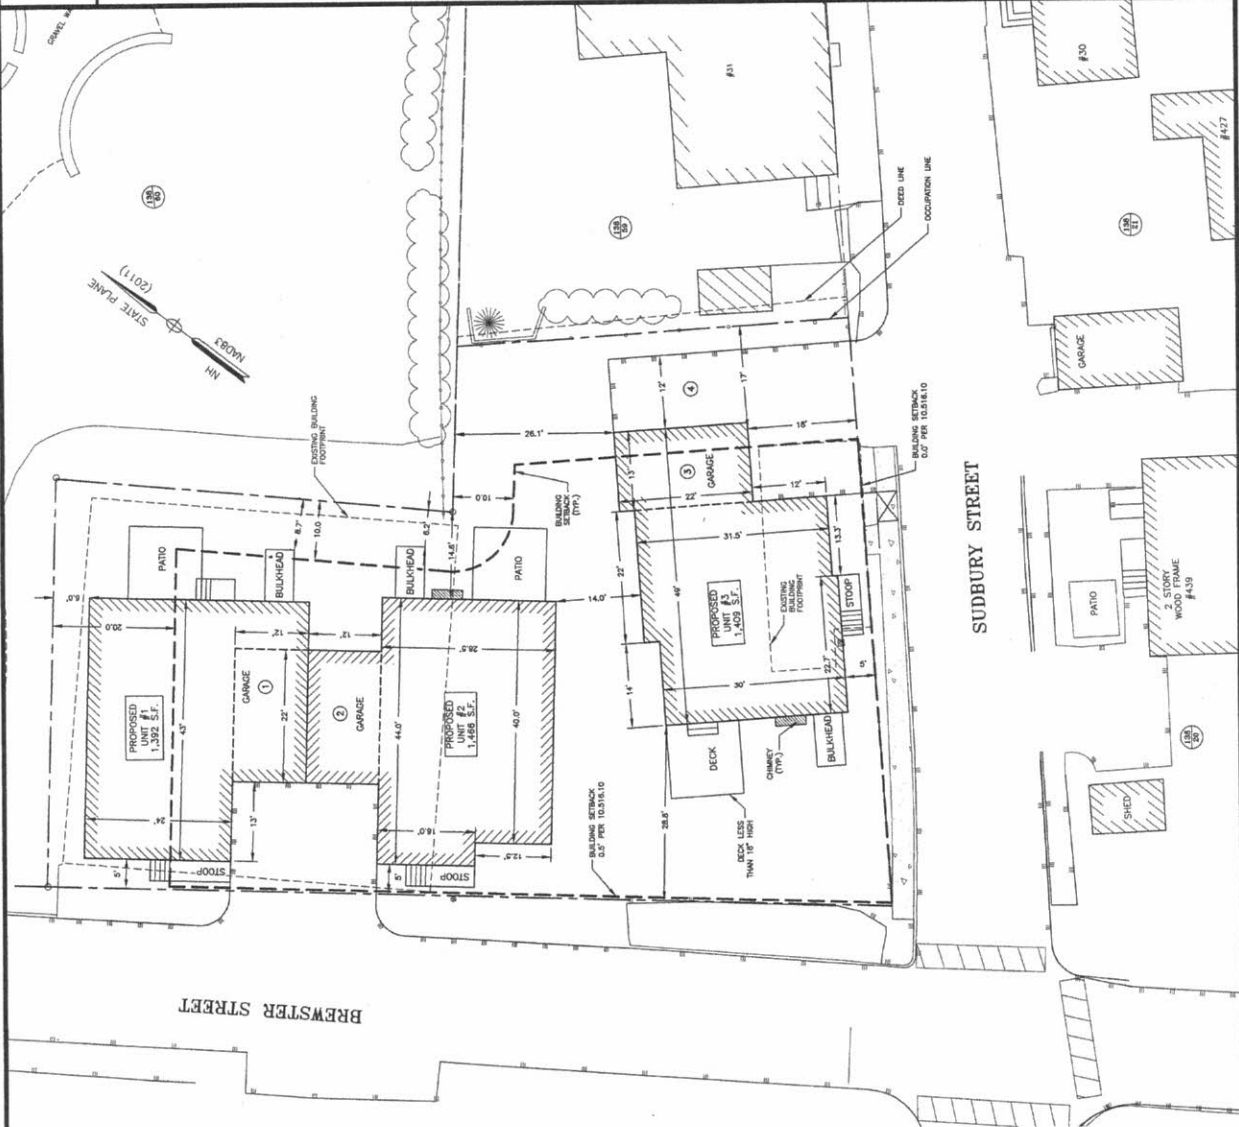 GRAVEL
138
60
STATE PLANE
(2011)
NH
NAD83
EXISTING BUILDING
FOOTPRINT
#31
138
59
DEED LINE
OCCUPATION LINE
#30
#427
138
21
GARAGE
PATIO
BULKHEAD
8.7'
10.0
BULKHEAD
6.2'
14.6'
10.0
26.1'
BUILDING
SETBACK
(TYP.)
PATIO
6.0'
20.0'
12'
12'
26.5'
14.0'
PROPOSED
UNIT #1
1,392 S.F.
43'
GARAGE
1
22'
2
GARAGE
44.0'
PROPOSED
UNIT #2
1,466 S.F.
40.0'
24'
13'
16.0'
12.5'
5'
STOOP
5'
STOOP
12'
4
17'
13'
3
GARAGE
22'
18'
12'
BUILDING SETBACK
0.0' PER 10.516.10
22'
31.5'
13.3'
49'
PROPOSED
UNIT #3
1,409 S.F.
EXISTING
BUILDING
FOOTPRINT
STOOP
14'
30'
22.7'
5'
DECK
CHIMNEY
(TYP.)
BULKHEAD
28.8'
DECK LESS
THAN 18" HIGH
BUILDING SETBACK
0.5' PER 10.516.10
SUDBURY STREET
PATIO
2 STORY
WOOD FRAME
#439
138
20
SHED
BREWSTER STREET